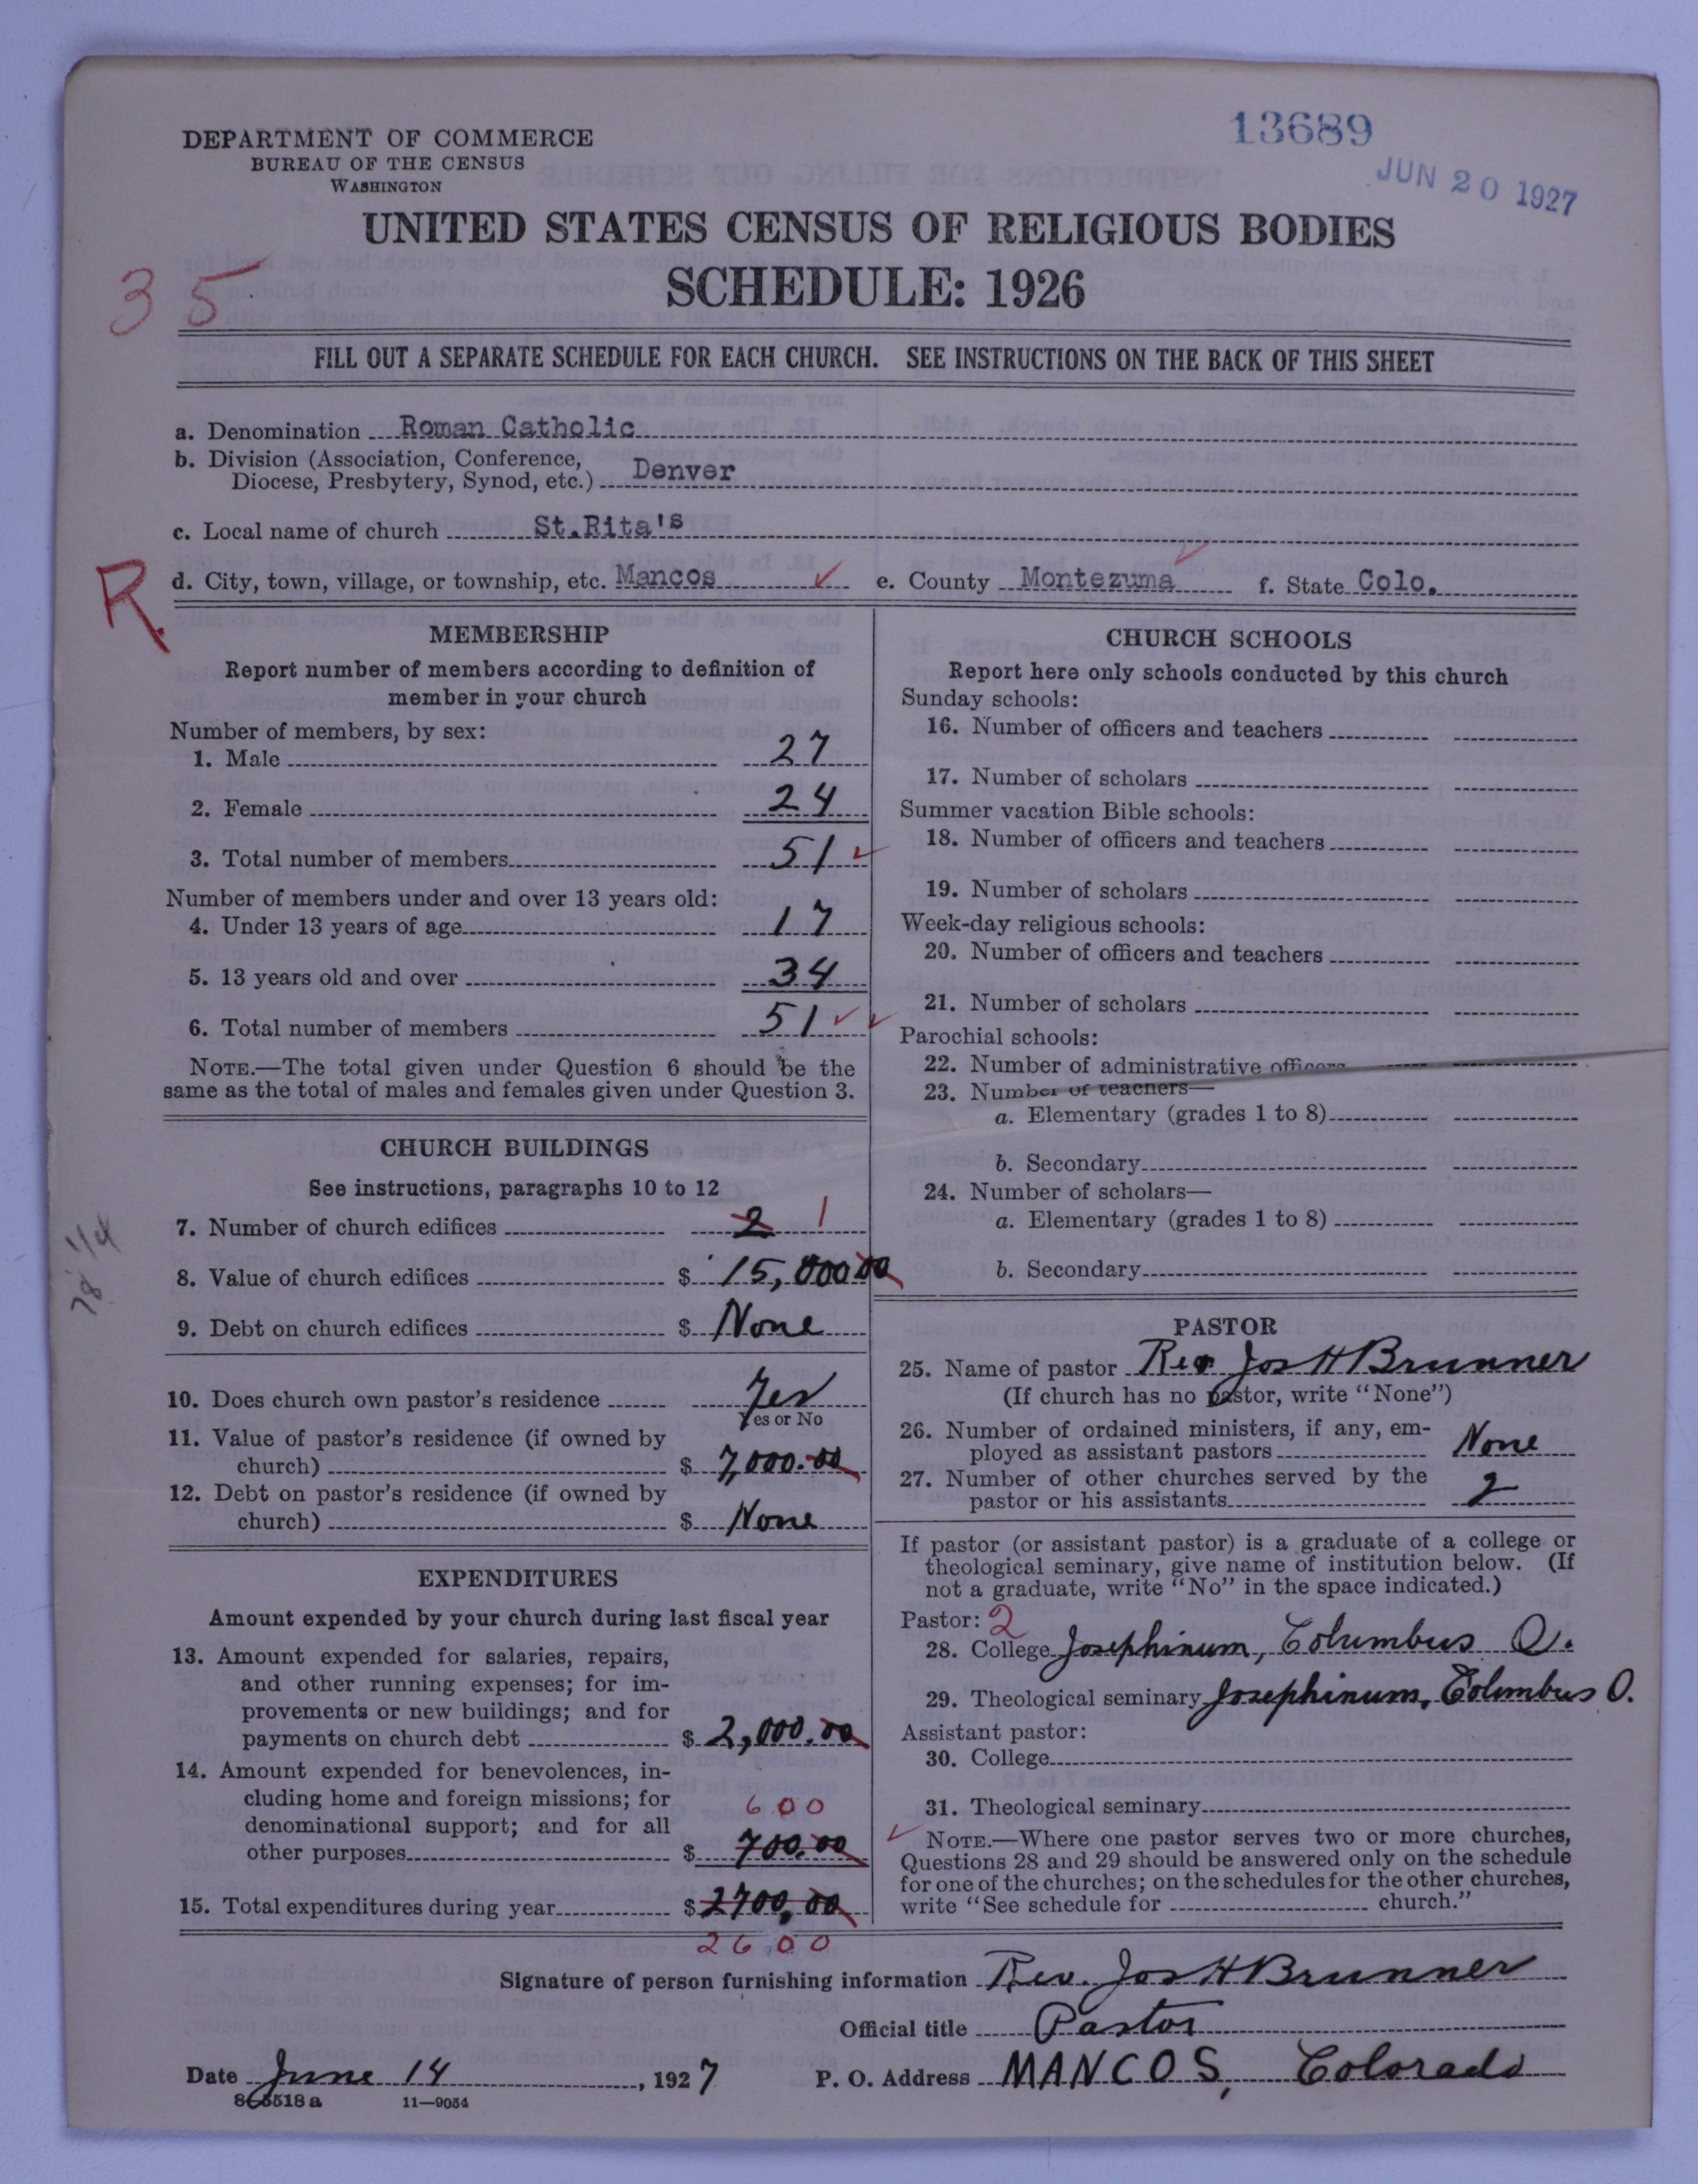 13689
JUN 20 1927
DEPARTMENT OF COMMERCE
BUREAU OF THE CENSUS
WASHINGTON
UNITED STATES CENSUS OF RELIGIOUS BODIES
SCHEDULE: 1926
35
FILL OUT A SEPARATE SCHEDULE FOR EACH CHURCH. SEE INSTRUCTIONS ON THE BACK OF THIS SHEET
a. Denomination Roman Catholic
b. Division (Association, Conference,
Diocese, Presbytery, Synod, etc.) Denver
c. Local name of church St.Rita's
R.
d. City, town, village, or township, etc. Mancos ✓ e. County Montezuma ✓ f. State Colo.
MEMBERSHIP
Report number of members according to definition of
member in your church
Number of members, by sex:
1. Male 27
2. Female 24
3. Total number of members 51 ✓
Number of members under and over 13 years old:
4. Under 13 years of age 17
5. 13 years old and over 34
6. Total number of members 51 ✓ ✓
NOTE.—The total given under Question 6 should be the
same as the total of males and females given under Question 3.
CHURCH BUILDINGS
See instructions, paragraphs 10 to 12
7. Number of church edifices 2 1
8. Value of church edifices $ 15,000 00
9. Debt on church edifices $ None
10. Does church own pastor's residence Yes
Yes or No
11. Value of pastor's residence (if owned by
church) $ 7,000.00
12. Debt on pastor's residence (if owned by
church) $ None
EXPENDITURES
Amount expended by your church during last fiscal year
13. Amount expended for salaries, repairs,
and other running expenses; for im-
provements or new buildings; and for
payments on church debt $ 2,000.00
14. Amount expended for benevolences, in-
cluding home and foreign missions; for
denominational support; and for all
600
other purposes $ 700.00
15. Total expenditures during year $ 2700,00
2600
CHURCH SCHOOLS
Report here only schools conducted by this church
Sunday schools:
16. Number of officers and teachers
17. Number of scholars
Summer vacation Bible schools:
18. Number of officers and teachers
19. Number of scholars
Week-day religious schools:
20. Number of officers and teachers
21. Number of scholars
Parochial schools:
22. Number of administrative officers
23. Number of teachers—
a. Elementary (grades 1 to 8)
b. Secondary
24. Number of scholars—
a. Elementary (grades 1 to 8)
b. Secondary
PASTOR
25. Name of pastor Rev Jos H Brunner
(If church has no pastor, write "None")
26. Number of ordained ministers, if any, em-
ployed as assistant pastors None
27. Number of other churches served by the
pastor or his assistants 2
If pastor (or assistant pastor) is a graduate of a college or
theological seminary, give name of institution below. (If
not a graduate, write "No" in the space indicated.)
Pastor: 2
28. College Josephinum, Columbus O.
29. Theological seminary Josephinum, Columbus O.
Assistant pastor:
30. College
31. Theological seminary
✓ NOTE.—Where one pastor serves two or more churches,
Questions 28 and 29 should be answered only on the schedule
for one of the churches; on the schedules for the other churches,
write "See schedule for church."
Signature of person furnishing information Rev. Jos H Brunner
Official title Pastor
Date June 14, 1927 P. O. Address MANCOS, Colorado
11—9054